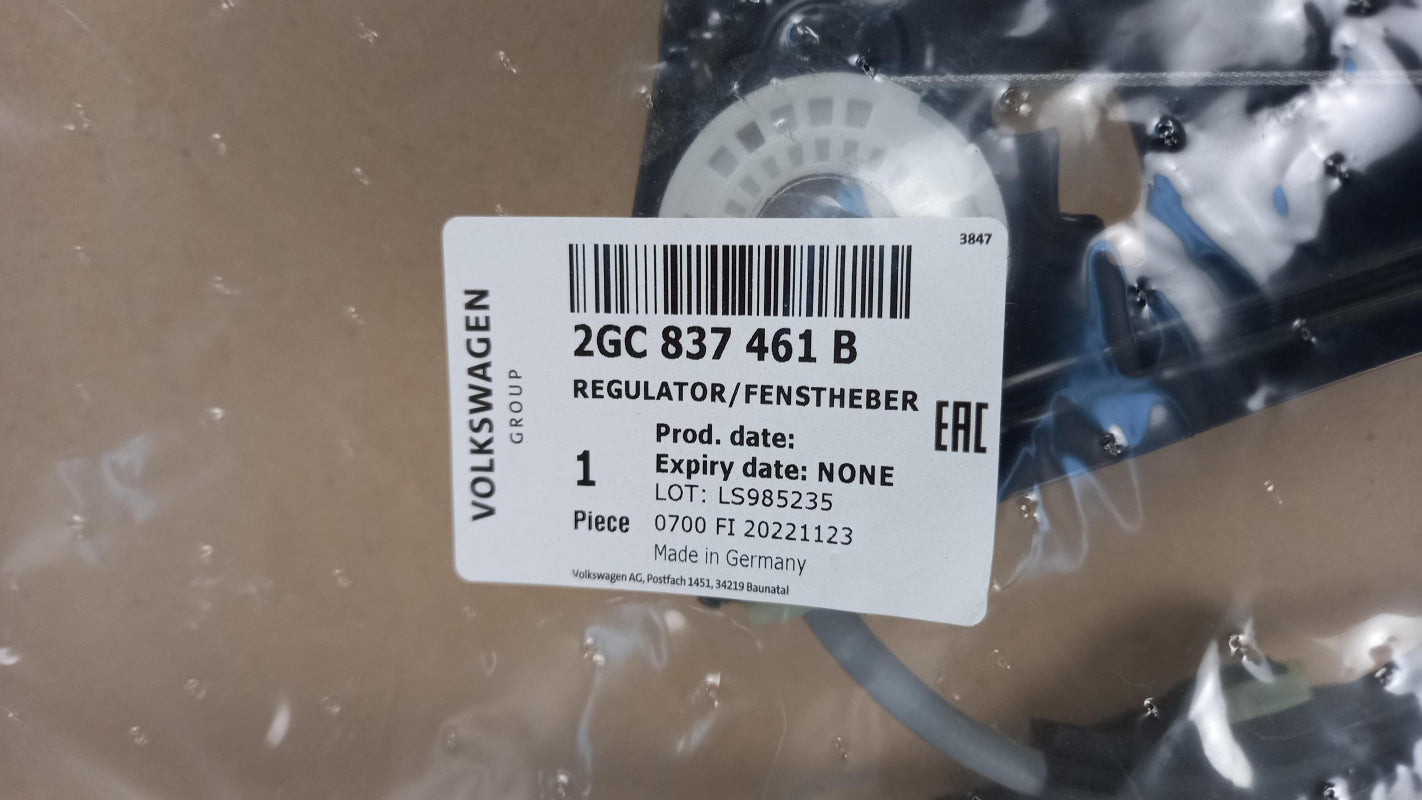 VOLKSWAGEN
GROUP
3847
2GC 837 461 B
REGULATOR/FENSTHEBER
EAC
Prod. date:
Expiry date: NONE
1
LOT: LS985235
Piece
0700 FI 20221123
Made in Germany
Volkswagen AG, Postfach 1451, 34219 Baunatal